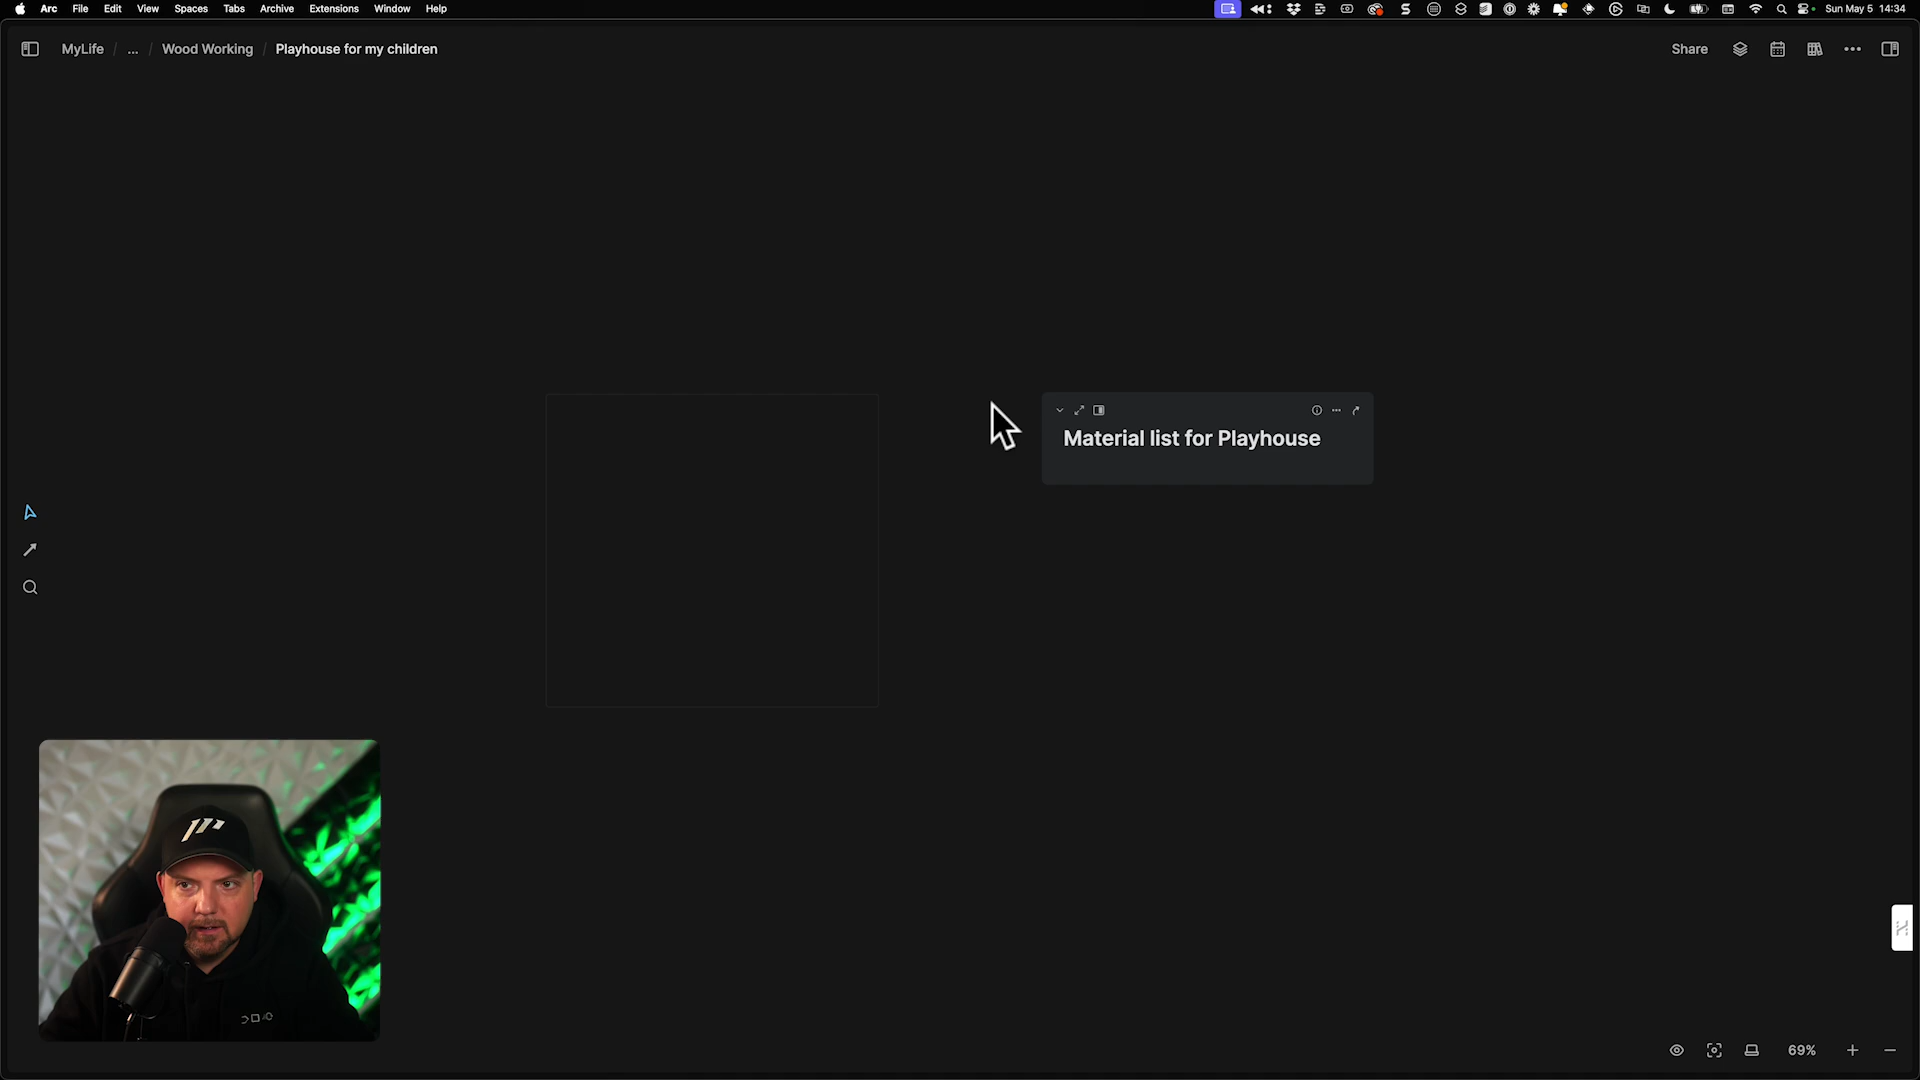 Arc File Edit View Spaces Tabs Archive Extensions Window Help Sun May 5 14:34
MyLife / ... / Wood Working / Playhouse for my children Share
Material list for Playhouse
69%